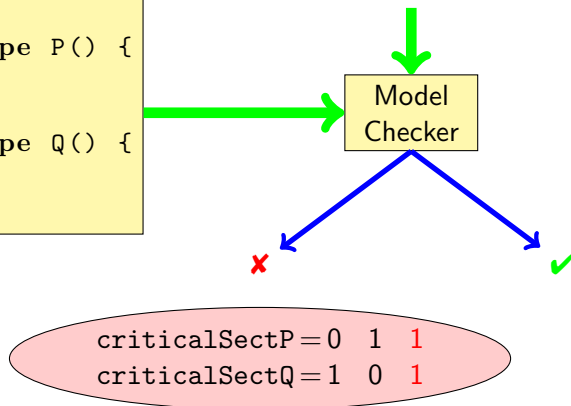 pe P() {
pe Q() {
Model
Checker
✘
✔
criticalSectP=0 1 1
criticalSectQ=1 0 1